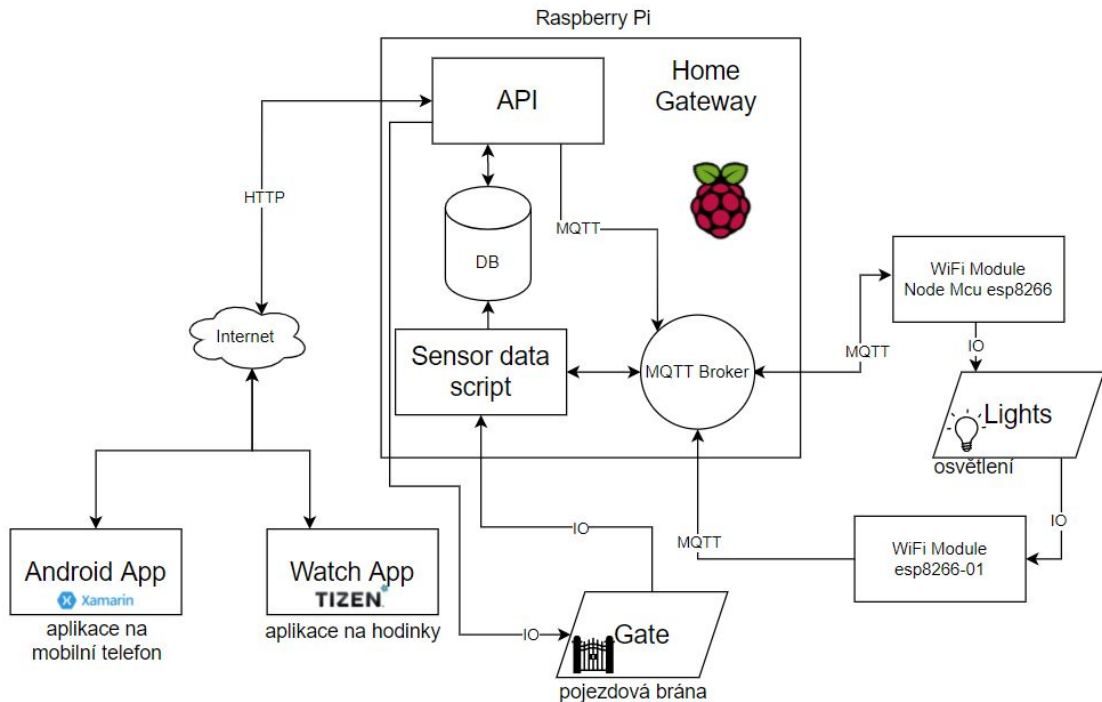 Raspberry Pi
Home
Gateway
API
HTTP
MQTT
DB
WiFi Module
Node Mcu esp8266
Internet
Sensor data
script
MQTT Broker
MQTT
IO
Lights
osvětlení
IO
MQTT
WiFi Module
esp8266-01
IO
Android App
Xamarin
aplikace na
mobilní telefon
Watch App
TIZEN
aplikace na hodinky
IO
Gate
pojezdová brána